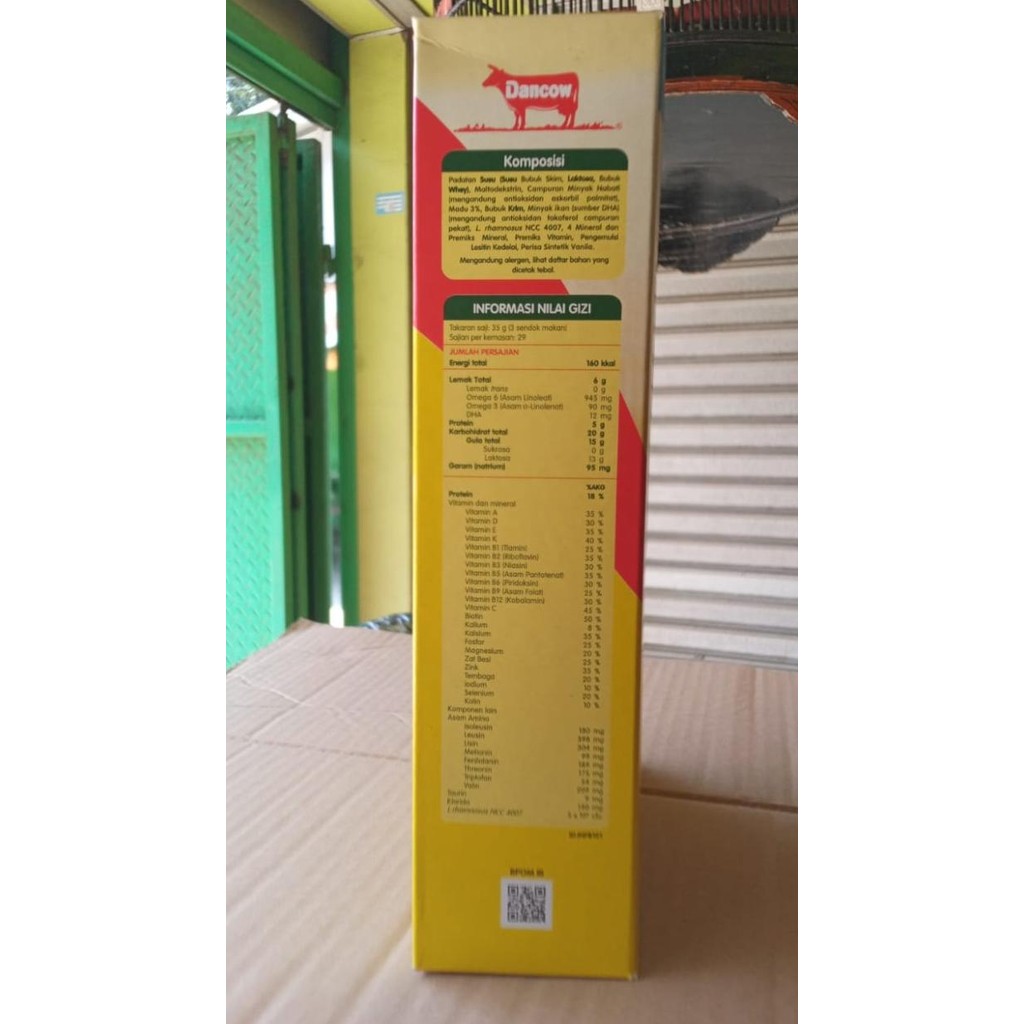 Dancow
Komposisi
Padatan Susu (Susu Bubuk Skim, Laktosa, Bubuk
Whey), Maltodekstrin, Campuran Minyak Nabati
(mengandung antioksidan askorbil palmitat),
Madu 3%, Bubuk Krim, Minyak ikan (sumber DHA)
(mengandung antioksidan tokoferol campuran
pekat), L. rhamnosus NCC 4007, 4 Mineral dan
Premiks Mineral, Premiks Vitamin, Pengemulsi
Lesitin Kedelai, Perisa Sintetik Vanila.
Mengandung alergen, lihat daftar bahan yang
dicetak tebal.
INFORMASI NILAI GIZI
Takaran saji: 35 g (3 sendok makan)
Sajian per kemasan: 29
JUMLAH PERSAJIAN
Energi total 160 kkal
Lemak Total 6 g
Lemak trans 0 g
Omega 6 (Asam Linoleat) 945 mg
Omega 3 (Asam α-Linolenat) 90 mg
DHA 12 mg
Protein 5 g
Karbohidrat total 20 g
Gula total 15 g
Sukrosa 0 g
Laktosa 13 g
Garam (natrium) 95 mg
%AKG
Protein 18 %
Vitamin dan mineral
Vitamin A 35 %
Vitamin D 30 %
Vitamin E 35 %
Vitamin K 40 %
Vitamin B1 (Tiamin) 25 %
Vitamin B2 (Riboflavin) 35 %
Vitamin B3 (Niasin) 20 %
Vitamin B5 (Asam Pantotenat) 35 %
Vitamin B6 (Piridoksin) 30 %
Vitamin B9 (Asam Folat) 25 %
Vitamin B12 (Kobalamin) 30 %
Vitamin C 45 %
Biotin 50 %
Kalium 8 %
Kalsium 35 %
Fosfor 25 %
Magnesium 20 %
Zat Besi 25 %
Zink 35 %
Tembaga 20 %
Iodium 10 %
Selenium 20 %
Kolin 10 %
Komponen lain
Asam Amino
Isoleusin
Leusin
Lisin
Metionin
Fenilalanin
Threonin
Triptofan
Valin
Taurin
Klorida
L rhamnosus NCC 4007
BPOM RI